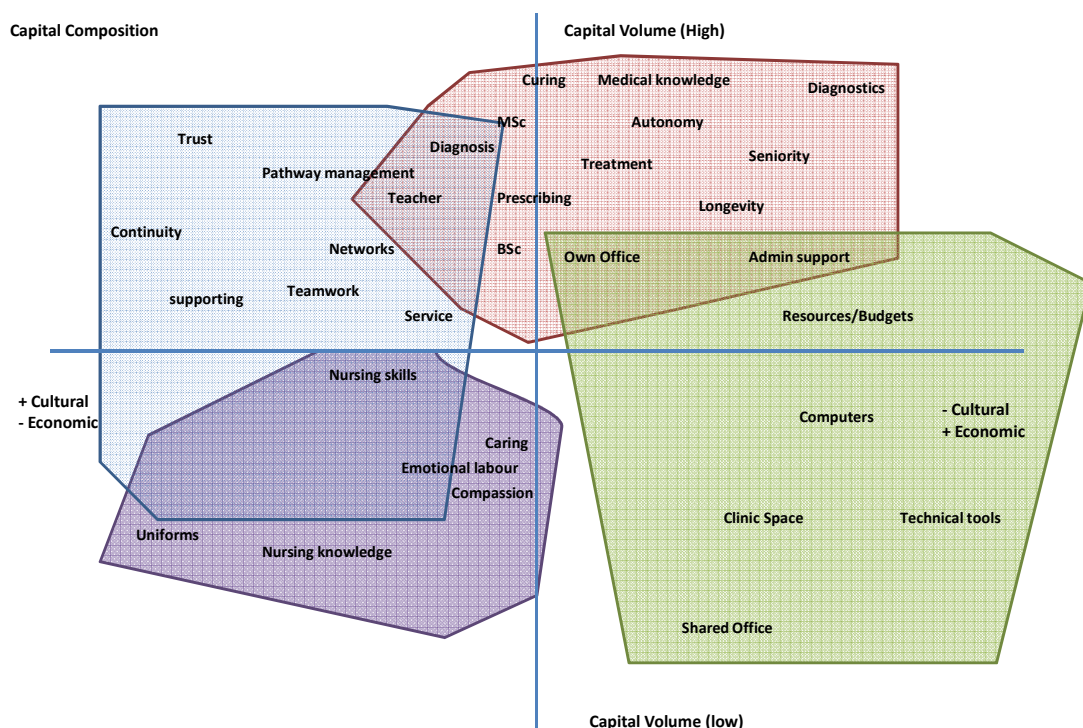 Capital Composition
Capital Volume (High)
Curing
Medical knowledge
Diagnostics
MSc
Autonomy
Trust
Diagnosis
Treatment
Seniority
Pathway management
Teacher
Prescribing
Longevity
Continuity
Networks
BSc
Own Office
Admin support
Teamwork
supporting
Service
Resources/Budgets
Nursing skills
+ Cultural
- Economic
Computers
- Cultural
+ Economic
Caring
Emotional labour
Compassion
Clinic Space
Technical tools
Uniforms
Nursing knowledge
Shared Office
Capital Volume (low)